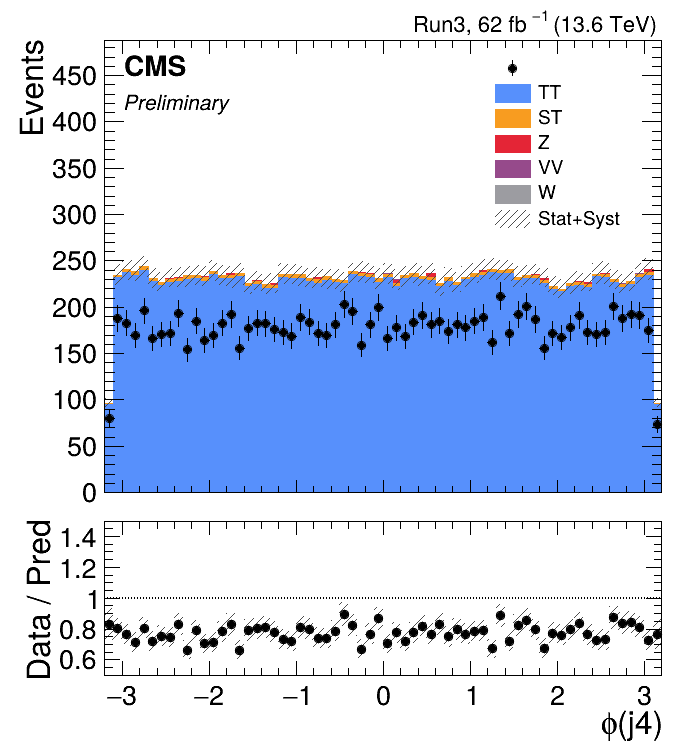 Run3, 62 fb⁻¹ (13.6 TeV)
CMS
Preliminary
TT
ST
Z
VV
W
Stat+Syst
Events
450
400
350
300
250
200
150
100
50
0
Data / Pred
1.4
1.2
1
0.8
0.6
−3 −2 −1 0 1 2 3
ϕ(j4)